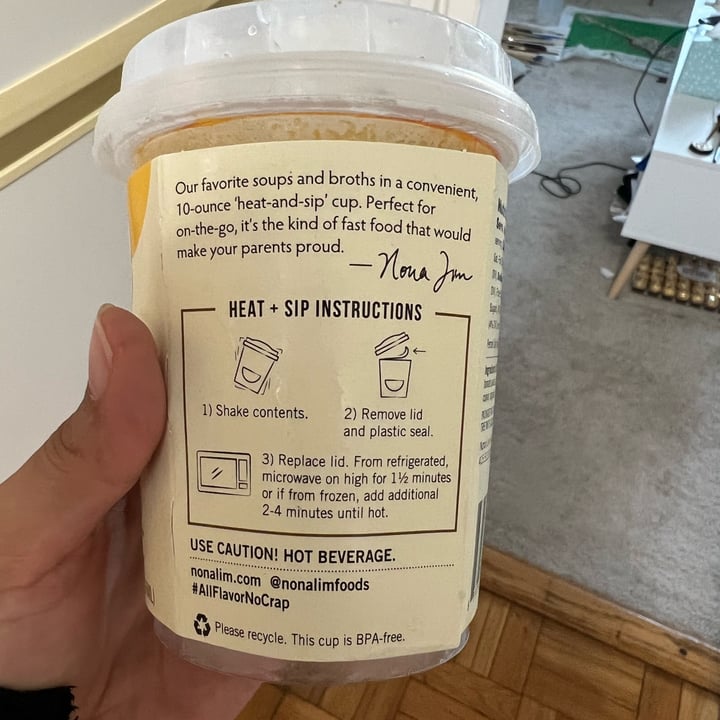 Our favorite soups and broths in a convenient,
10-ounce 'heat-and-sip' cup. Perfect for
on-the-go, it's the kind of fast food that would
make your parents proud.
— Nona Lim
HEAT + SIP INSTRUCTIONS
1) Shake contents.
2) Remove lid
and plastic seal.
3) Replace lid. From refrigerated,
microwave on high for 1½ minutes
or if from frozen, add additional
2-4 minutes until hot.
USE CAUTION! HOT BEVERAGE.
nonalim.com @nonalimfoods
#AllFlavorNoCrap
Please recycle. This cup is BPA-free.